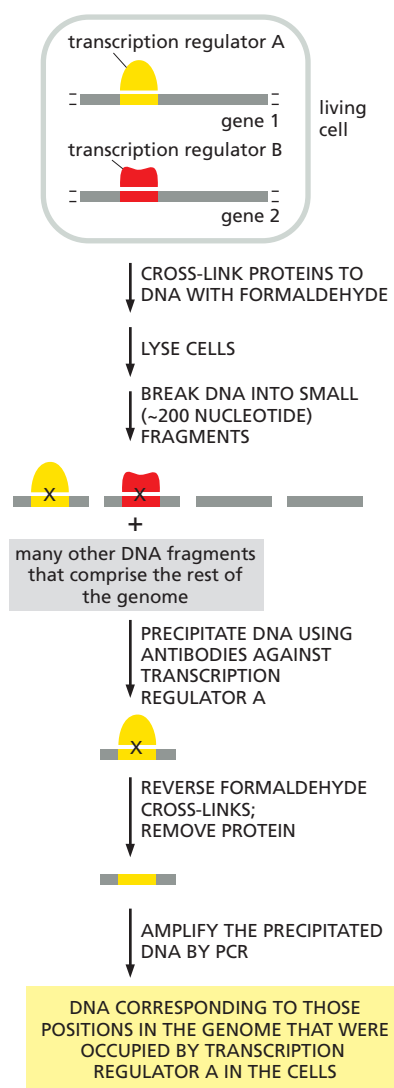 transcription regulator A
gene 1
living
cell
transcription regulator B
gene 2
CROSS-LINK PROTEINS TO
DNA WITH FORMALDEHYDE
LYSE CELLS
BREAK DNA INTO SMALL
(~200 NUCLEOTIDE)
FRAGMENTS
X X
+
many other DNA fragments
that comprise the rest of
the genome
PRECIPITATE DNA USING
ANTIBODIES AGAINST
TRANSCRIPTION
REGULATOR A
X
REVERSE FORMALDEHYDE
CROSS-LINKS;
REMOVE PROTEIN
AMPLIFY THE PRECIPITATED
DNA BY PCR
DNA CORRESPONDING TO THOSE
POSITIONS IN THE GENOME THAT WERE
OCCUPIED BY TRANSCRIPTION
REGULATOR A IN THE CELLS